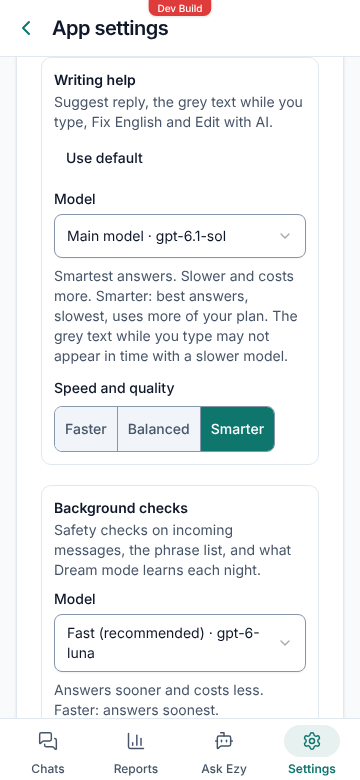 Dev Build
App settings
Writing help
Suggest reply, the grey text while you
type, Fix English and Edit with AI.
Use default
Model
Main model · gpt-6.1-sol
Smartest answers. Slower and costs
more. Smarter: best answers,
slowest, uses more of your plan. The
grey text while you type may not
appear in time with a slower model.
Speed and quality
Faster
Balanced
Smarter
Background checks
Safety checks on incoming
messages, the phrase list, and what
Dream mode learns each night.
Model
Fast (recommended) · gpt-6-
luna
Answers sooner and costs less.
Faster: answers soonest.
Chats
Reports
Ask Ezy
Settings